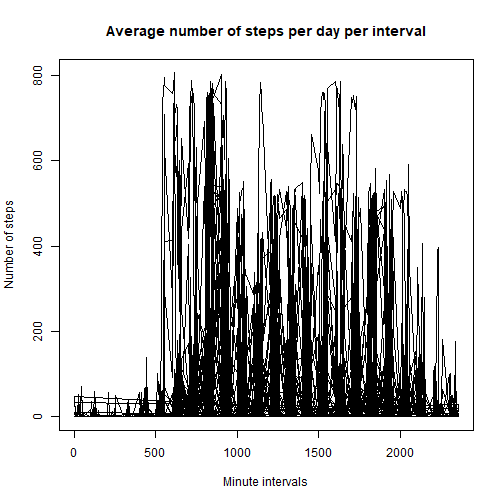 Average number of steps per day per interval
Number of steps
800
600
400
200
0
0 500 1000 1500 2000
Minute intervals